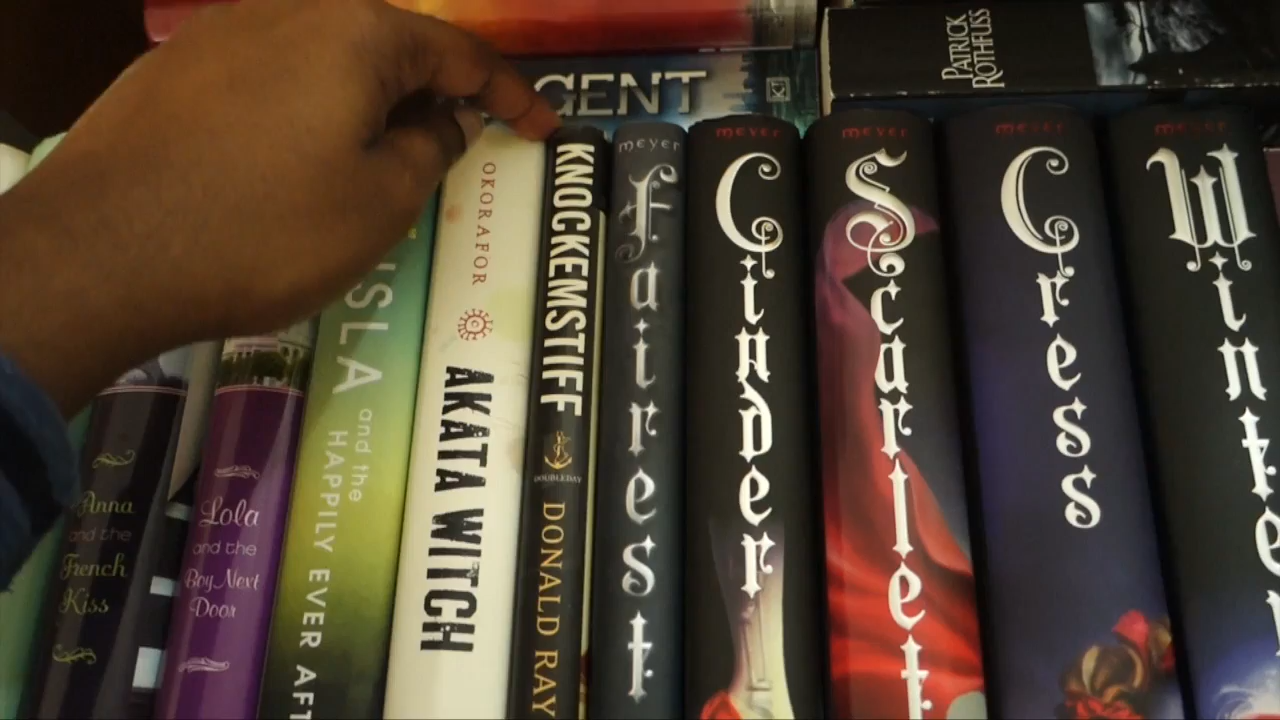 GENT
PATRICK
ROTHFUSS
Anna
and the
French
Kiss
Lola
and the
Boy Next
Door
ISLA
and the
HAPPILY EVER AFT
OKORAFOR
AKATA WITCH
KNOCKEMSTIFF
DOUBLEDAY
DONALD RAY
meyer
Fairest
meyer
Cinder
meyer
Scarlet
meyer
Cress
meyer
Winter